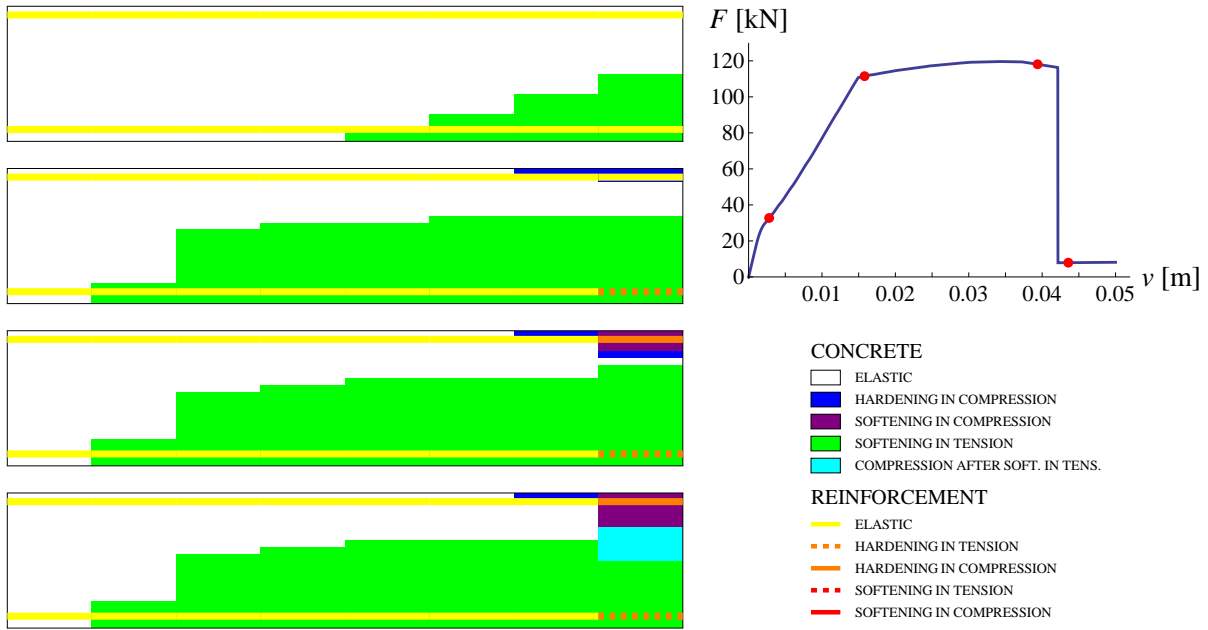 F [kN]
120
100
80
60
40
20
0
0.01 0.02 0.03 0.04 0.05
v [m]
CONCRETE
ELASTIC
HARDENING IN COMPRESSION
SOFTENING IN COMPRESSION
SOFTENING IN TENSION
COMPRESSION AFTER SOFT. IN TENS.
REINFORCEMENT
ELASTIC
HARDENING IN TENSION
HARDENING IN COMPRESSION
SOFTENING IN TENSION
SOFTENING IN COMPRESSION